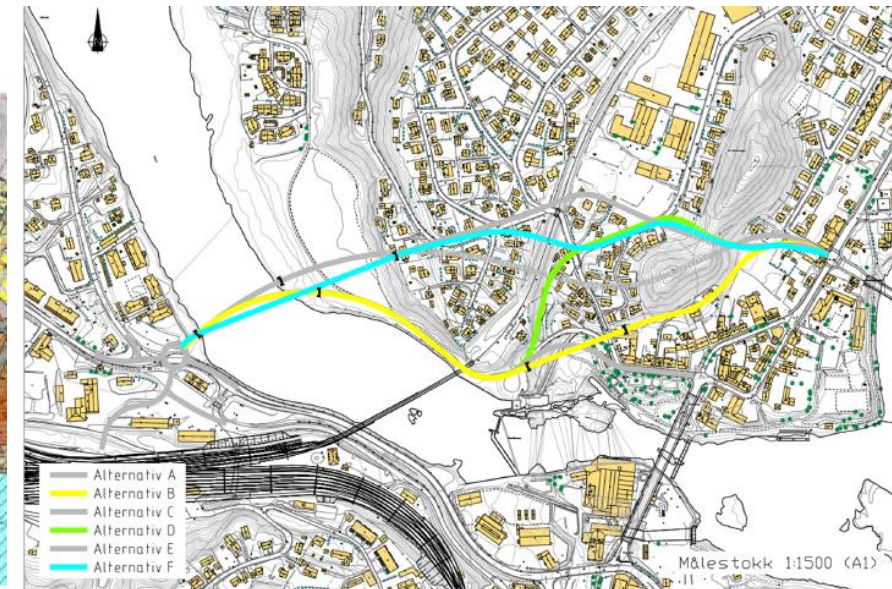 Alternativ A
Alternativ B
Alternativ C
Alternativ D
Alternativ E
Alternativ F
Målestokk 1:1500 (A1)